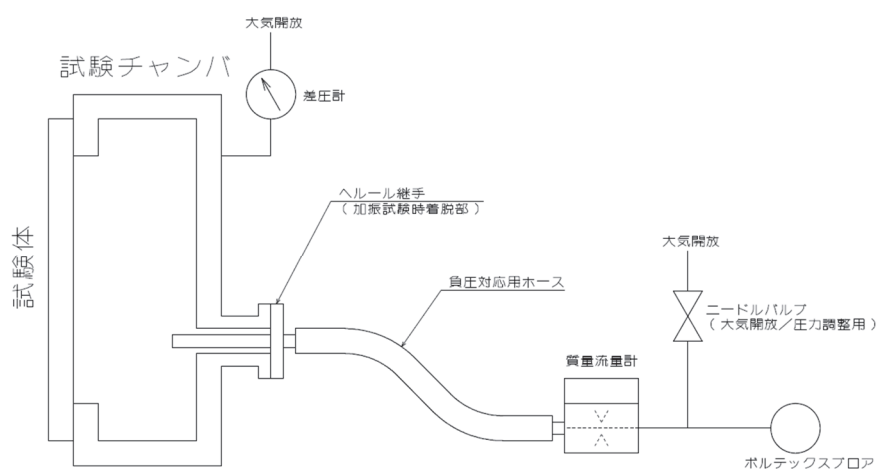 大気開放
試験チャンバ
差圧計
試験体
ヘルール継手
（加振試験時着脱部）
大気開放
負圧対応用ホース
ニードルバルブ
（大気開放／圧力調整用）
質量流量計
ボルテックスブロア